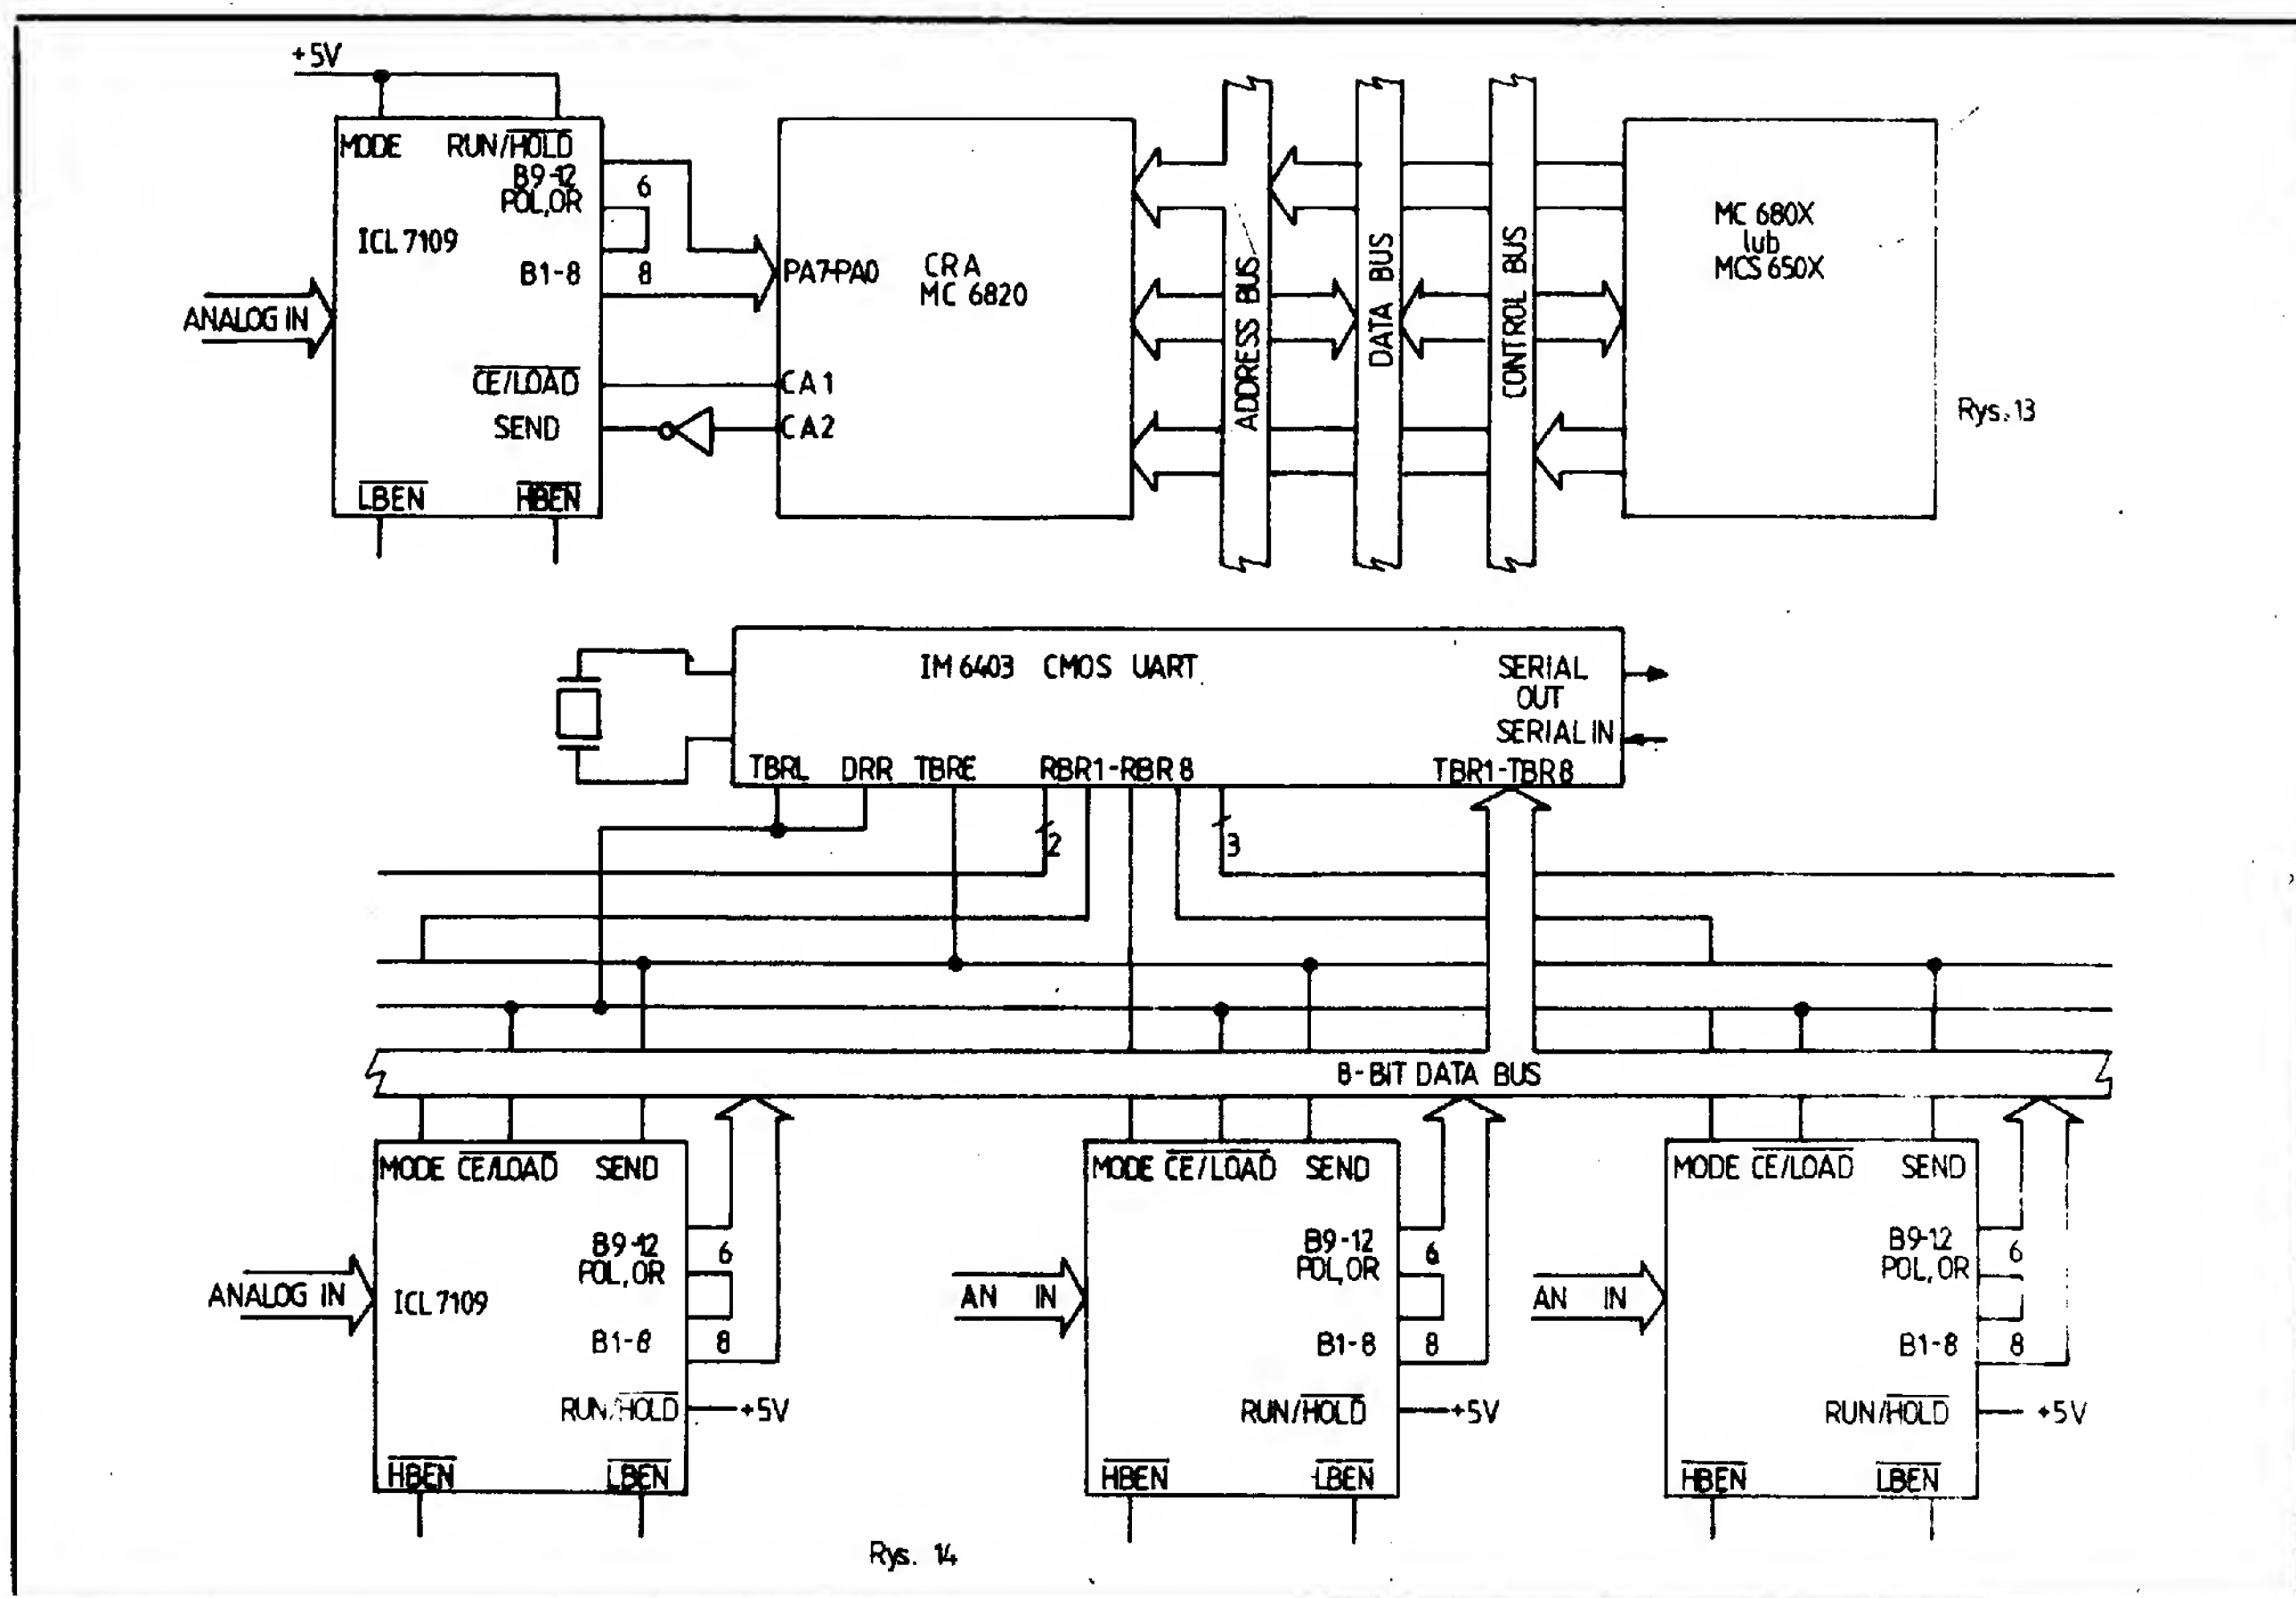 +5V
MODE RUN/HOLD
B9-12
POL,OR
6
ICL 7109
B1-8
8
ANALOG IN
CE/LOAD
SEND
LBEN HBEN
PA7-PA0
CRA
MC 6820
CA1
CA2
ADDRESS BUS
DATA BUS
CONTROL BUS
MC 680X
lub
MCS 650X
Rys. 13
IM 6403 CMOS UART
SERIAL
OUT
SERIAL IN
TBRL DRR TBRE RBR1-RBR8 TBR1-TBR8
2
3
8-BIT DATA BUS
MODE CE/LOAD SEND
B9-12
POL,OR
6
ANALOG IN
ICL 7109
B1-8
8
RUN/HOLD
+5V
HBEN LBEN
MODE CE/LOAD SEND
B9-12
POL,OR
6
AN IN
B1-8
8
RUN/HOLD
+5V
HBEN LBEN
MODE CE/LOAD SEND
B9-12
POL,OR
6
AN IN
B1-8
8
RUN/HOLD
+5V
HBEN LBEN
Rys. 14